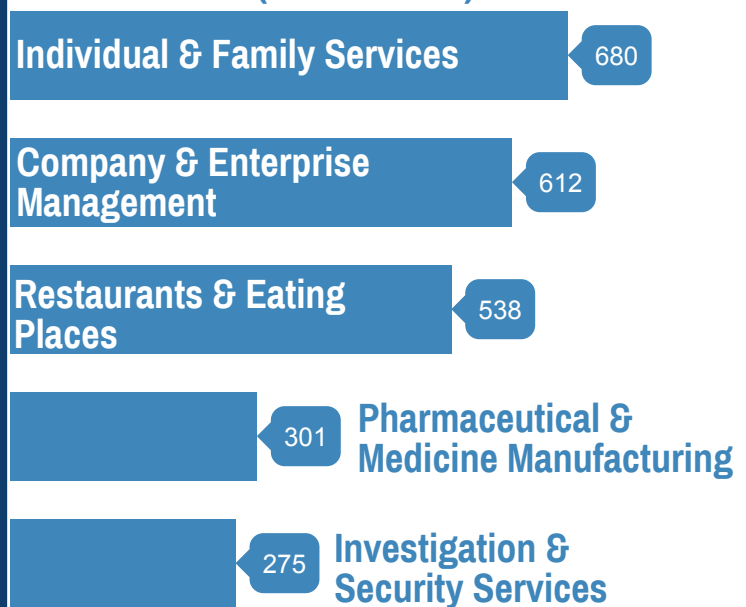 Individual & Family Services
680
Company & Enterprise
Management
612
Restaurants & Eating
Places
538
301
Pharmaceutical &
Medicine Manufacturing
275
Investigation &
Security Services